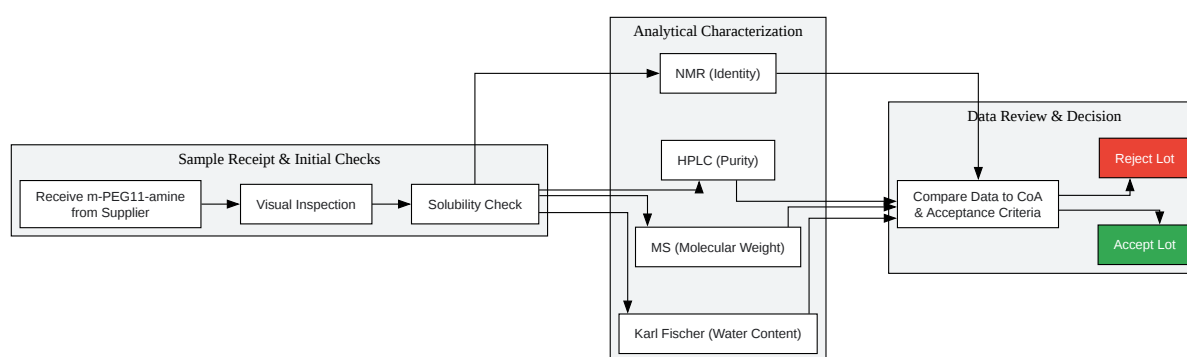 Sample Receipt & Initial Checks
Receive m-PEG11-amine
from Supplier
Visual Inspection
Solubility Check
Analytical Characterization
NMR (Identity)
HPLC (Purity)
MS (Molecular Weight)
Karl Fischer (Water Content)
Data Review & Decision
Compare Data to CoA
& Acceptance Criteria
Reject Lot
Accept Lot